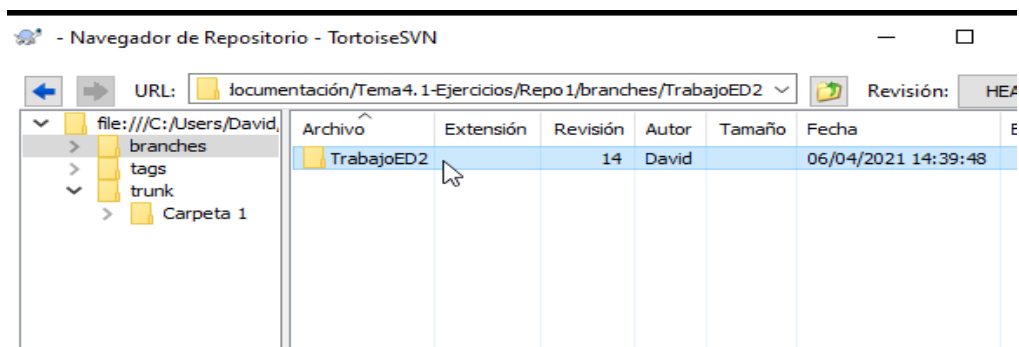 - Navegador de Repositorio - TortoiseSVN
URL: documentación/Tema4.1-Ejercicios/Repo1/branches/TrabajoED2 Revisión: HEA
file:///C:/Users/David,
branches
tags
trunk
Carpeta 1
Archivo Extensión Revisión Autor Tamaño Fecha
TrabajoED2 14 David 06/04/2021 14:39:48